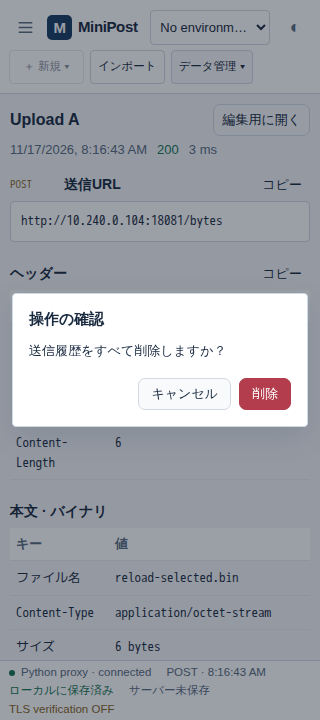 M MiniPost No environm…
＋ 新規 ▾ インポート データ管理 ▾
Upload A 編集用に開く
11/17/2026, 8:16:43 AM 200 3 ms
POST 送信URL コピー
http://10.240.0.104:18081/bytes
ヘッダー コピー
操作の確認
送信履歴をすべて削除しますか？
キャンセル 削除
Content-Length 6
本文・バイナリ
キー 値
ファイル名 reload-selected.bin
Content-Type application/octet-stream
サイズ 6 bytes
Python proxy · connected POST · 8:16:43 AM
ローカルに保存済み サーバー未保存
TLS verification OFF